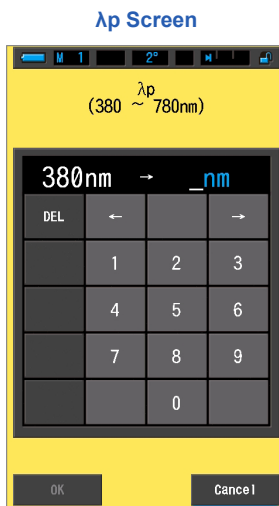 λp Screen
M 1 2°
λp
(380 ~ 780nm)
380nm → _nm
DEL ← →
1 2 3
4 5 6
7 8 9
0
OK Cancel